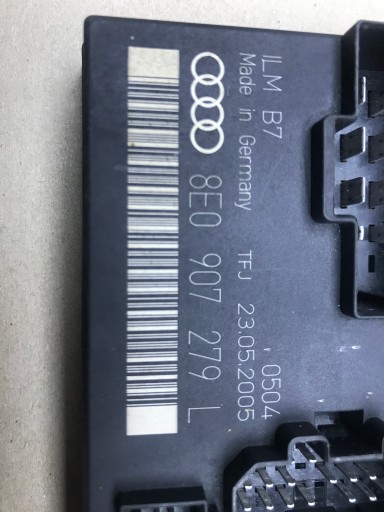 ILM B7 0504
Made in Germany TFJ 23.05.2005
8E0 907 279 L